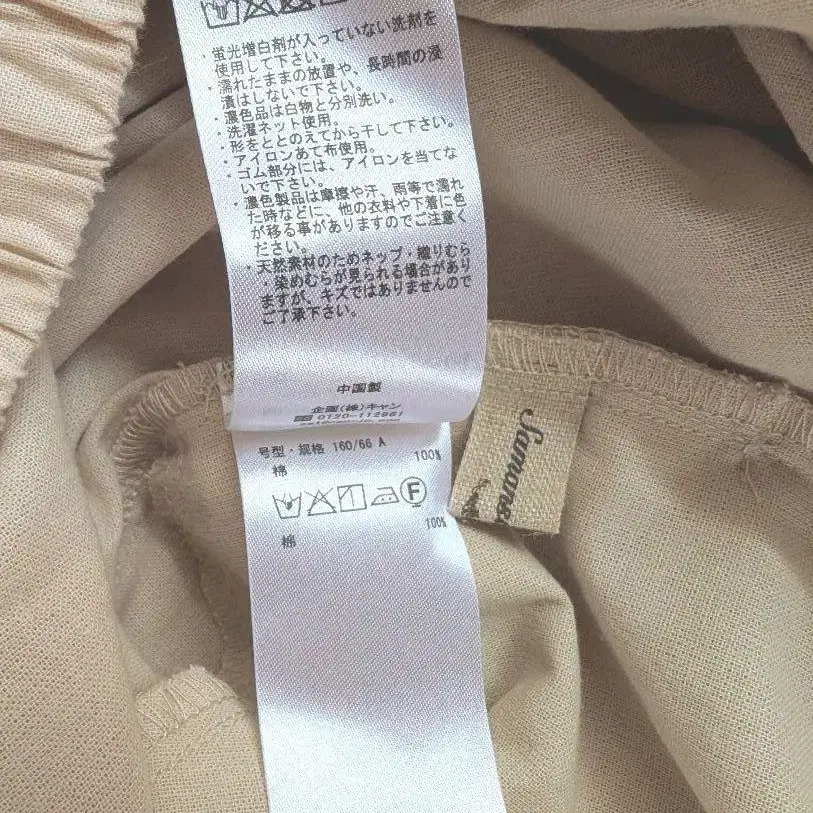 ・蛍光増白剤が入っていない洗剤を
使用して下さい。
・濡れたままの放置や、長時間の浸
漬はしないで下さい。
・濃色品は白物と分別洗い。
・洗濯ネット使用。
・形をととのえてから干して下さい。
・アイロンあて布使用。
・ゴム部分には、アイロンを当てな
いで下さい。
・濃色製品は摩擦や汗、雨等で濡れ
た時などに、他の衣料や下着に色
が移る事がありますのでご注意く
ださい。
・天然素材のためネップ・織りむら
・染めむらが見られる場合があり
ますが、キズではありませんので
ご了承下さい。
中国製
企画(株)キャン
0120-112961
号型・规格 160/66 A
棉 100%
F
棉 100%